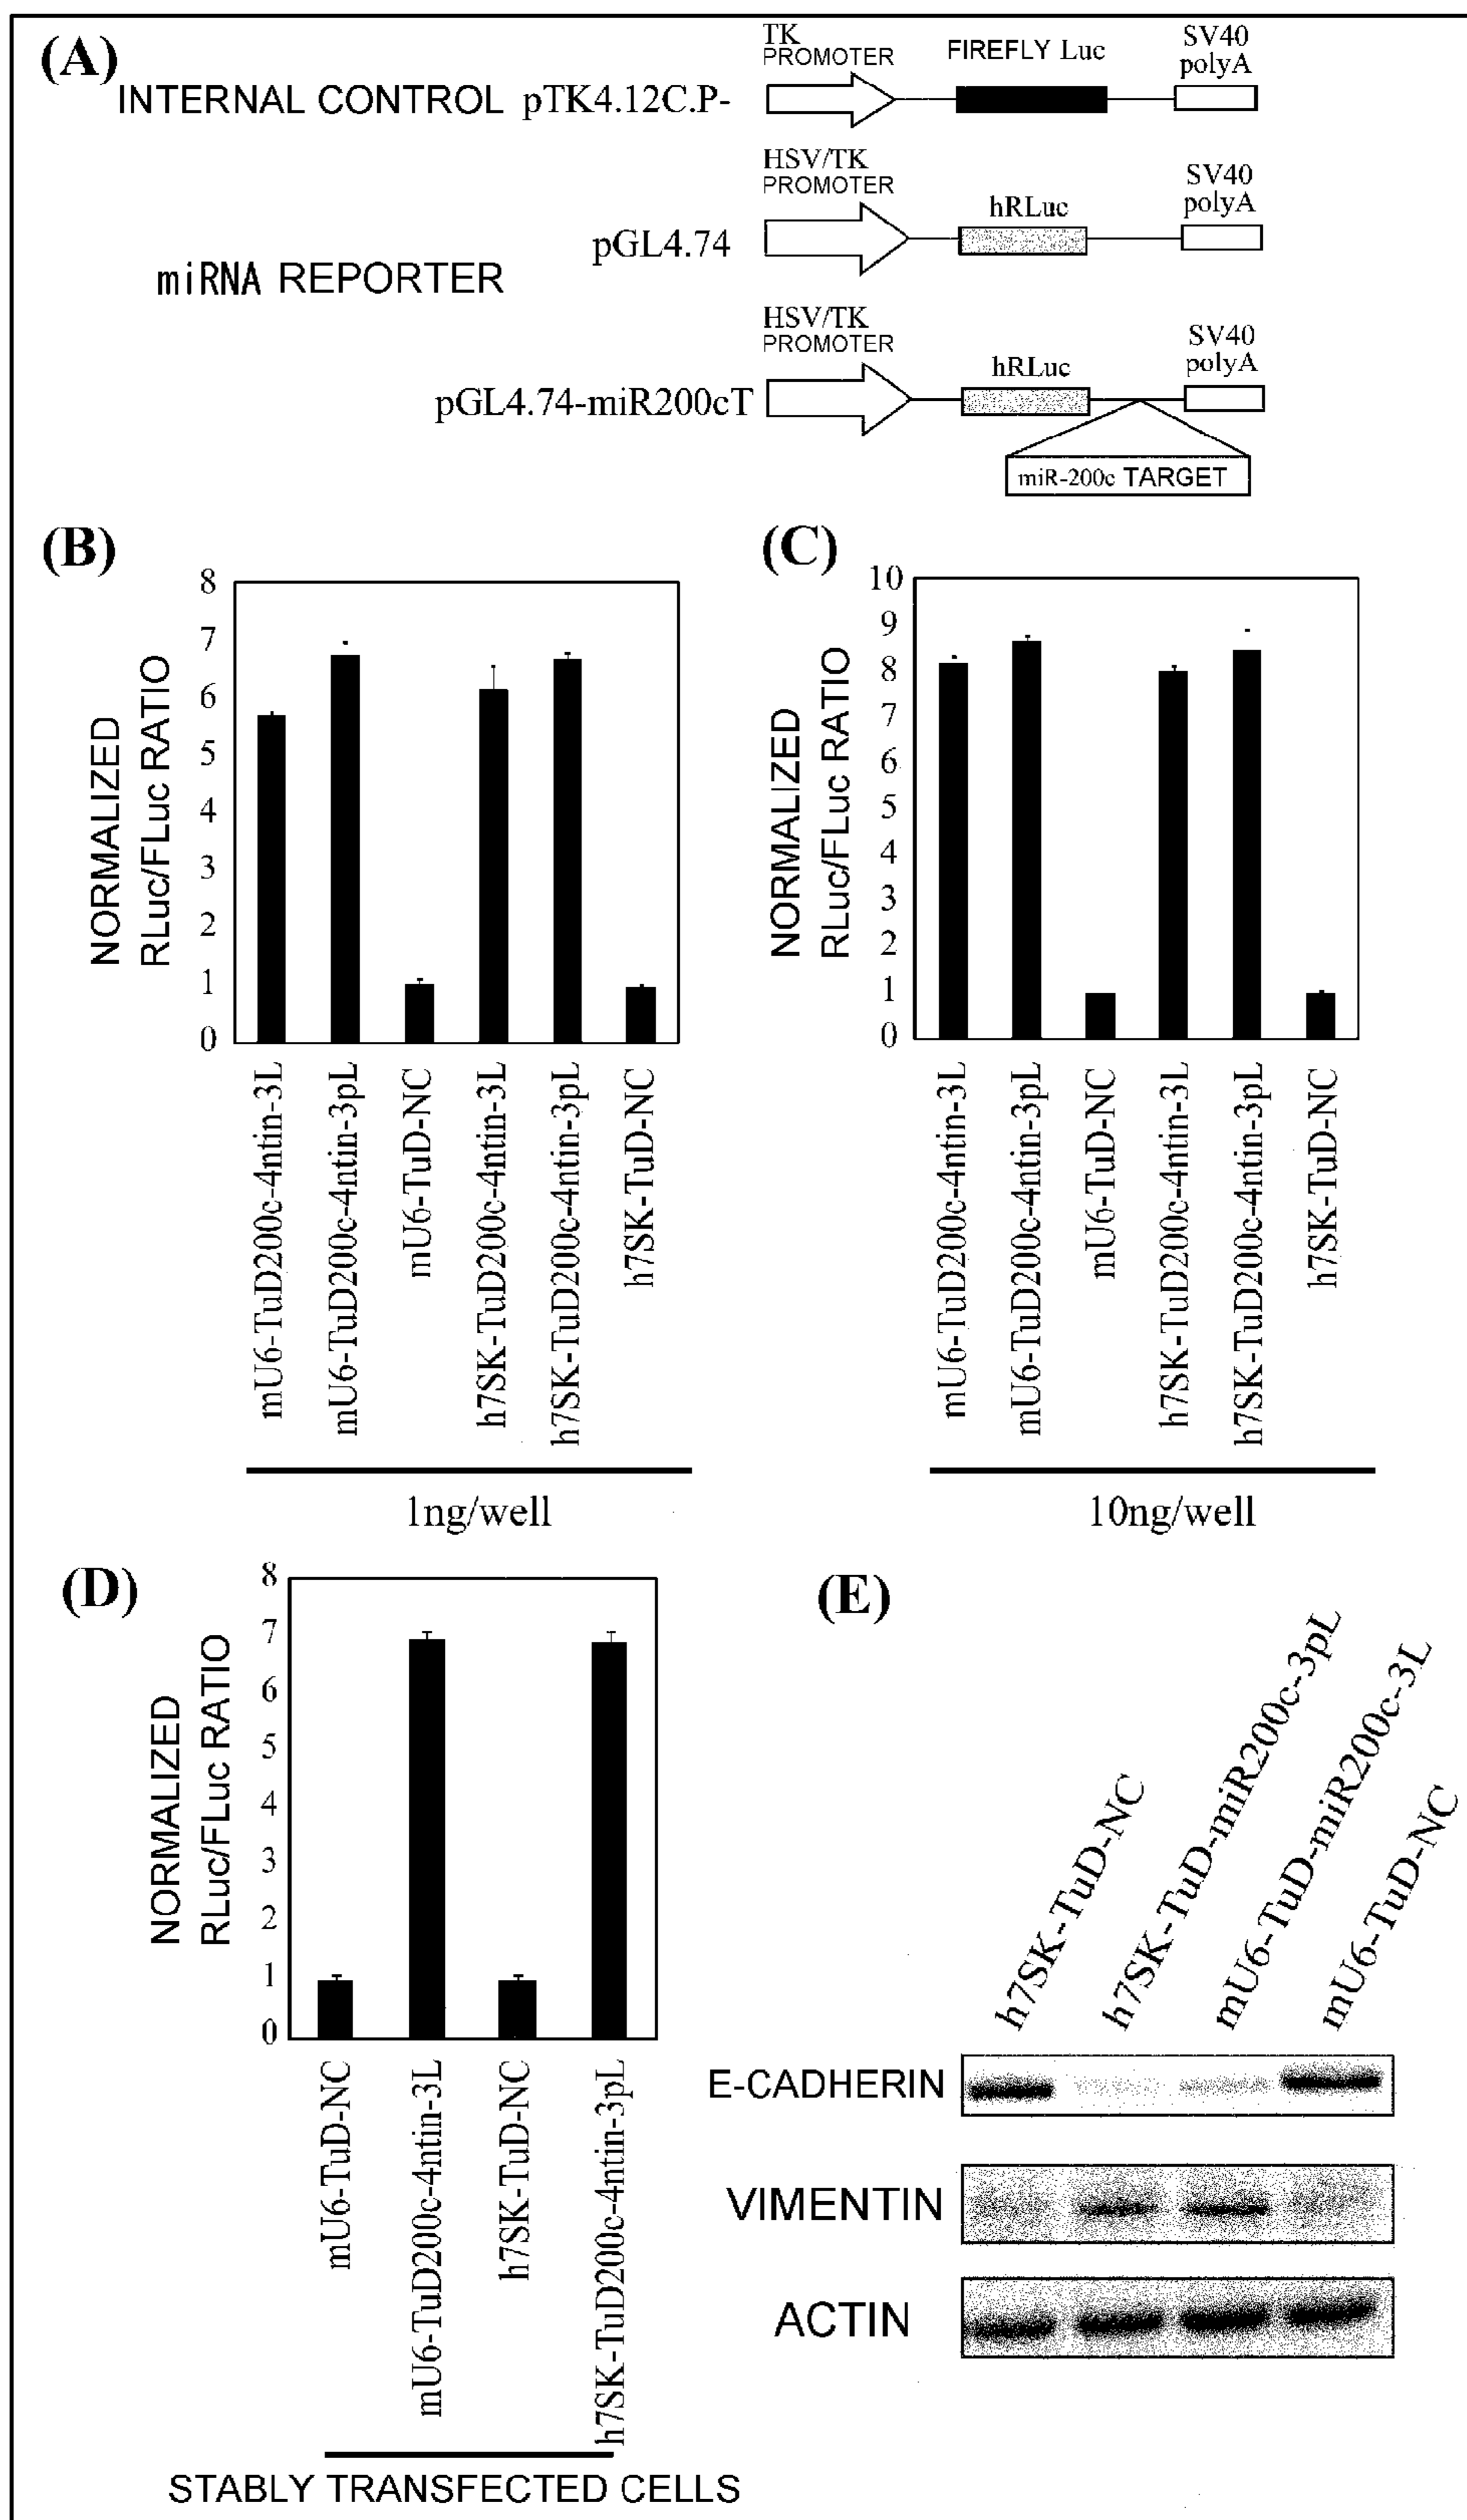 (A)
TK
PROMOTER
FIREFLY Luc
SV40
polyA
INTERNAL CONTROL pTK4.12C.P-
HSV/TK
PROMOTER
hRLuc
SV40
polyA
pGL4.74
miRNA REPORTER
HSV/TK
PROMOTER
hRLuc
SV40
polyA
pGL4.74-miR200cT
miR-200c TARGET
(B)
NORMALIZED
RLuc/FLuc RATIO
8
7
6
5
4
3
2
1
0
mU6-TuD200c-4ntin-3L
mU6-TuD200c-4ntin-3pL
mU6-TuD-NC
h7SK-TuD200c-4ntin-3L
h7SK-TuD200c-4ntin-3pL
h7SK-TuD-NC
1ng/well
(C)
NORMALIZED
RLuc/FLuc RATIO
10
9
8
7
6
5
4
3
2
1
0
mU6-TuD200c-4ntin-3L
mU6-TuD200c-4ntin-3pL
mU6-TuD-NC
h7SK-TuD200c-4ntin-3L
h7SK-TuD200c-4ntin-3pL
h7SK-TuD-NC
10ng/well
(D)
NORMALIZED
RLuc/FLuc RATIO
8
7
6
5
4
3
2
1
0
mU6-TuD-NC
mU6-TuD200c-4ntin-3L
h7SK-TuD-NC
h7SK-TuD200c-4ntin-3pL
STABLY TRANSFECTED CELLS
(E)
h7SK-TuD-NC
h7SK-TuD-miR200c-3pL
mU6-TuD-miR200c-3L
mU6-TuD-NC
E-CADHERIN
VIMENTIN
ACTIN